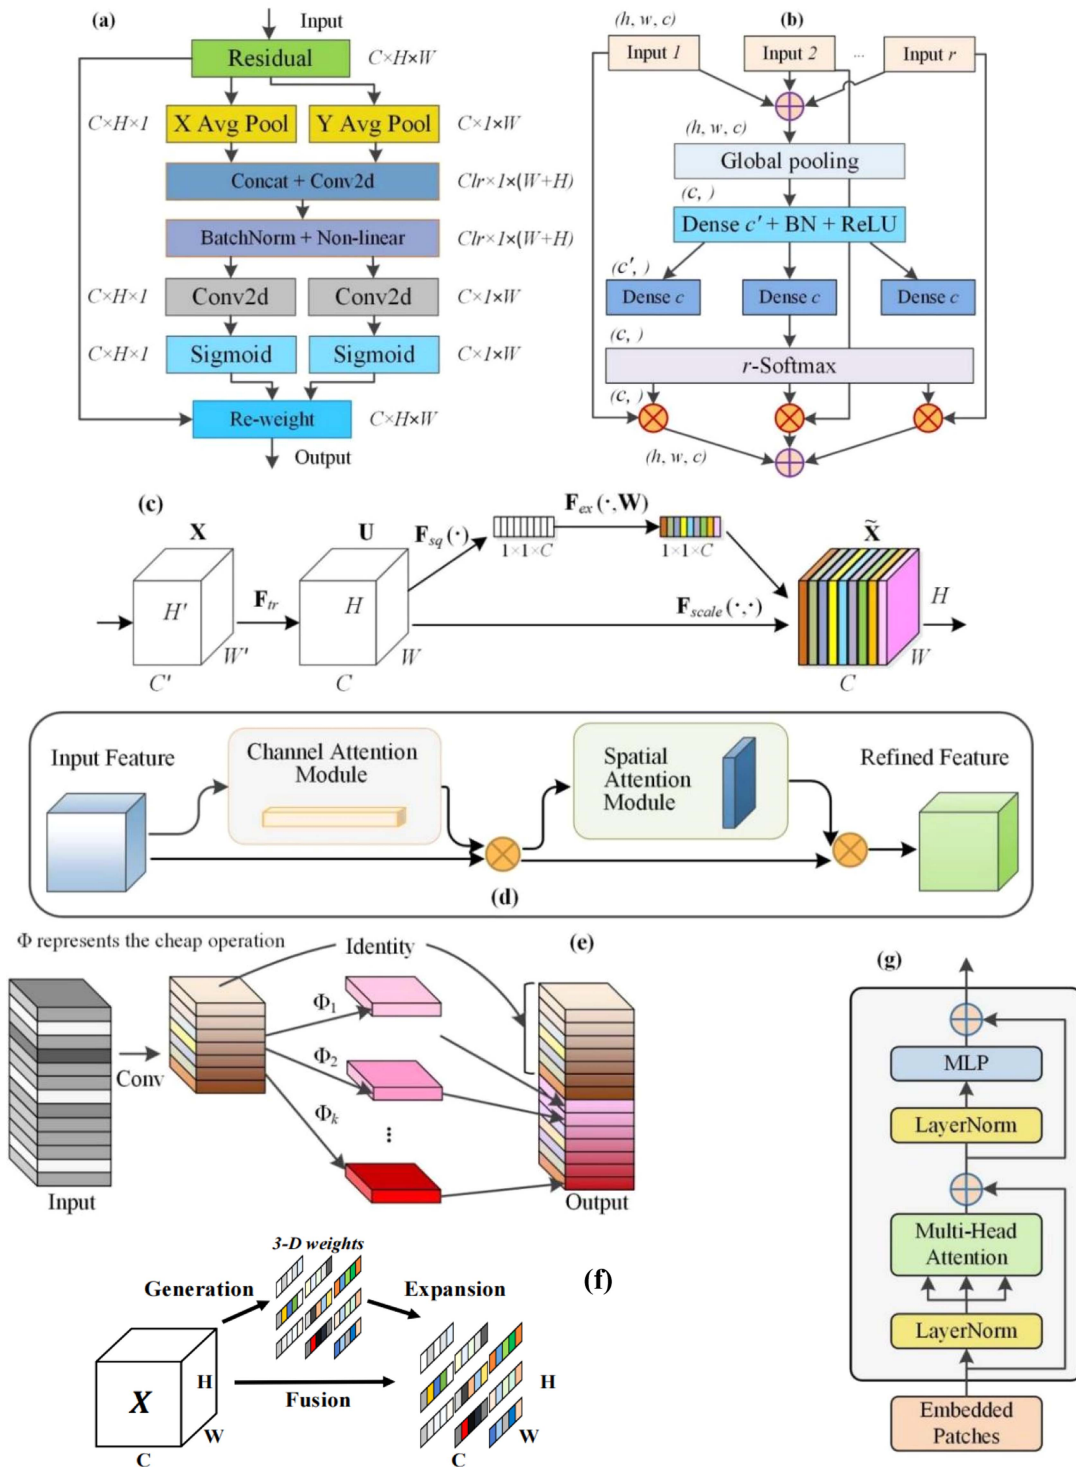 (a)
Input
Residual
C×H×W
C×H×1
X Avg Pool
Y Avg Pool
C×1×W
Concat + Conv2d
C/r×1×(W+H)
BatchNorm + Non-linear
C/r×1×(W+H)
C×H×1
Conv2d
Conv2d
C×1×W
C×H×1
Sigmoid
Sigmoid
C×1×W
Re-weight
C×H×W
Output
(b)
(h, w, c)
Input 1
Input 2
...
Input r
(h, w, c)
Global pooling
(c, )
Dense c' + BN + ReLU
(c', )
Dense c
Dense c
Dense c
(c, )
r-Softmax
(c, )
(h, w, c)
(c)
X
U
F_sq (·)
F_ex (·, W)
1×1×C
1×1×C
X̃
H'
F_tr
H
F_scale (·,·)
H
W'
W
W
C'
C
C
Input Feature
Channel Attention
Module
Spatial
Attention
Module
Refined Feature
(d)
Φ represents the cheap operation
Identity
(e)
Φ₁
Conv
Φ₂
Φₖ
...
Input
Output
3-D weights
(f)
Generation
Expansion
X
H
Fusion
H
W
W
C
C
(g)
MLP
LayerNorm
Multi-Head
Attention
LayerNorm
Embedded
Patches